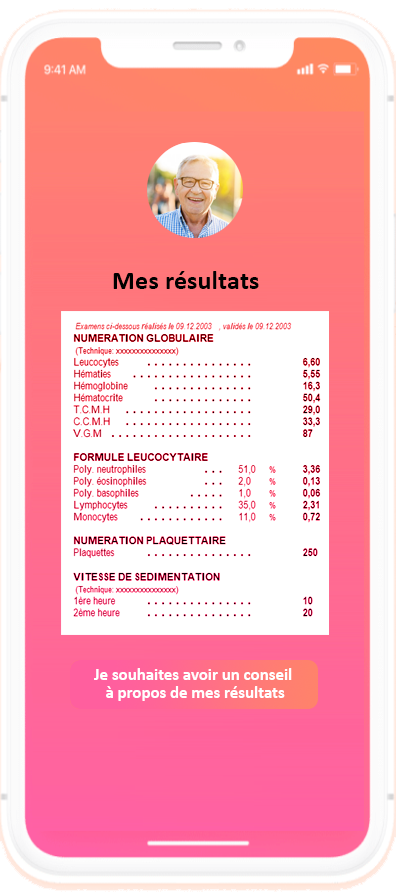 9:41 AM
Mes résultats
Examens ci-dessous réalisés le 09.12.2003 , validés le 09.12.2003
NUMERATION GLOBULAIRE
(Technique: xxxxxxxxxxxxxxx)
Leucocytes . . . . . . . . . . . . . . . 6,60
Hématies . . . . . . . . . . . . . . . . . 5,55
Hémoglobine . . . . . . . . . . . . . . 16,3
Hématocrite . . . . . . . . . . . . . . . 50,4
T.C.M.H . . . . . . . . . . . . . . . . . . 29,0
C.C.M.H . . . . . . . . . . . . . . . . . . 33,3
V.G.M . . . . . . . . . . . . . . . . . . . . 87
FORMULE LEUCOCYTAIRE
Poly. neutrophiles . . . 51,0 % 3,36
Poly. éosinophiles . . . 2,0 % 0,13
Poly. basophiles . . . . . 1,0 % 0,06
Lymphocytes . . . . . . . . . . 35,0 % 2,31
Monocytes . . . . . . . . . . . . 11,0 % 0,72
NUMERATION PLAQUETTAIRE
Plaquettes . . . . . . . . . . . . . . . 250
VITESSE DE SEDIMENTATION
(Technique: xxxxxxxxxxxxxxx)
1ére heure . . . . . . . . . . . . . . . 10
2éme heure . . . . . . . . . . . . . . . 20
Je souhaites avoir un conseil
à propos de mes résultats